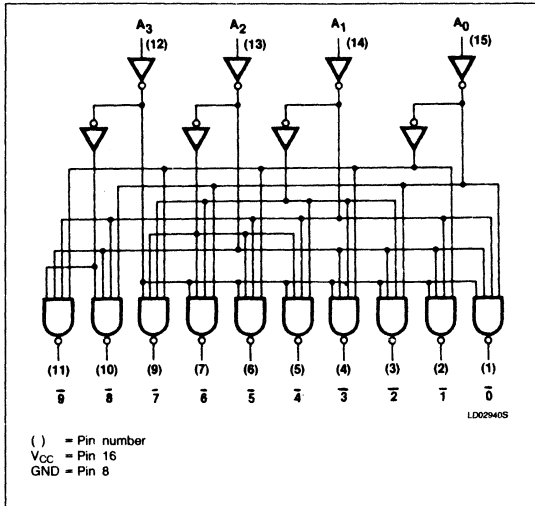 A3 A2 A1 A0
(12) (13) (14) (15)
(11) (10) (9) (7) (6) (5) (4) (3) (2) (1)
9̅ 8̅ 7̅ 6̅ 5̅ 4̅ 3̅ 2̅ 1̅ 0̅
LD02940S
( ) = Pin number
VCC = Pin 16
GND = Pin 8